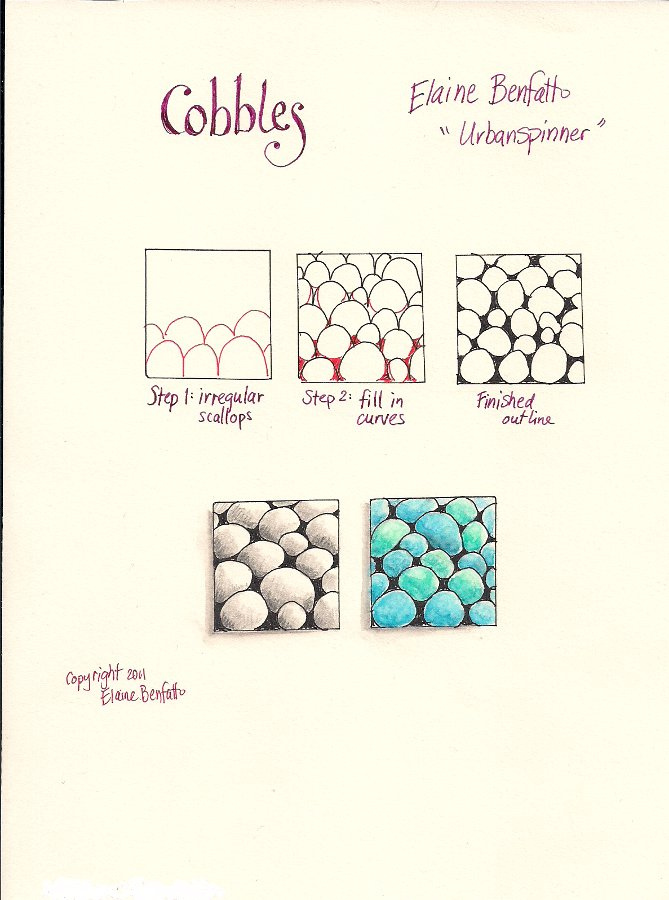 Cobbles
Elaine Benfatto
"Urbanspinner"
Step 1: irregular
scallops
Step 2: fill in
curves
Finished
outline
Copyright 2011
Elaine Benfatto